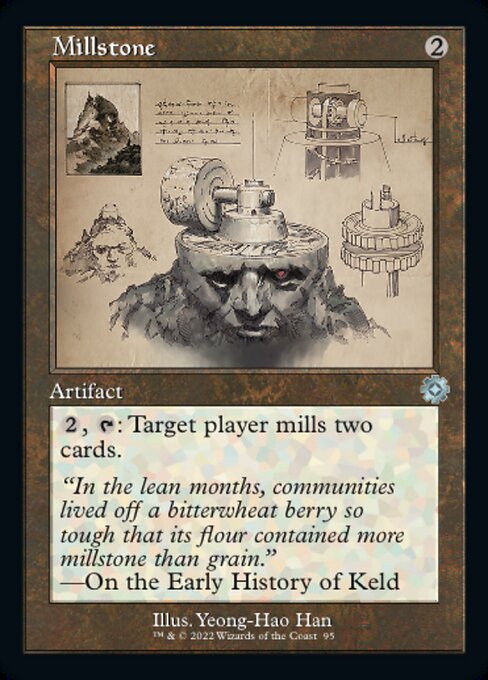 Millstone 2
Artifact
2, T: Target player mills two
cards.
“In the lean months, communities
lived off a bitterwheat berry so
tough that its flour contained more
millstone than grain.”
—On the Early History of Keld
Illus. Yeong-Hao Han
™ & © 2022 Wizards of the Coast 95